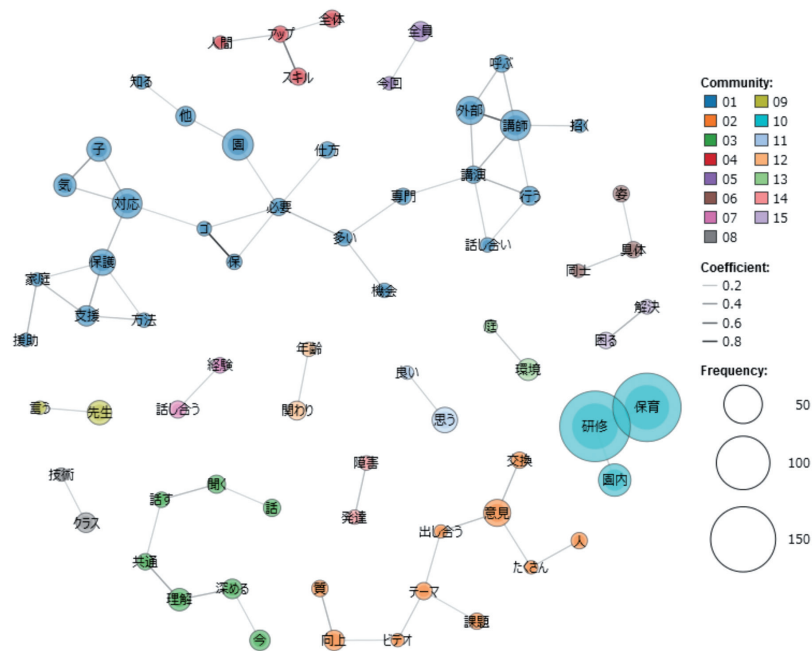 全体
アップ
人間
スキル
全員
今回
知る
他
園
仕方
呼ぶ
外部
講師
招く
子
気
対応
講演
専門
行う
必要
ゴ
保
多い
話し合い
機会
保護
家庭
支援
方法
援助
姿
具体
同士
解決
困る
庭
環境
年齢
関わり
経験
話し合う
良い
思う
言う
先生
研修
保育
園内
技術
クラス
障害
発達
聞く
話す
話
共通
理解
深める
今
交換
意見
出し合う
人
たくさん
テーマ
課題
質
向上
ビデオ
Community:
01 09
02 10
03 11
04 12
05 13
06 14
07 15
08
Coefficient:
0.2
0.4
0.6
0.8
Frequency:
50
100
150